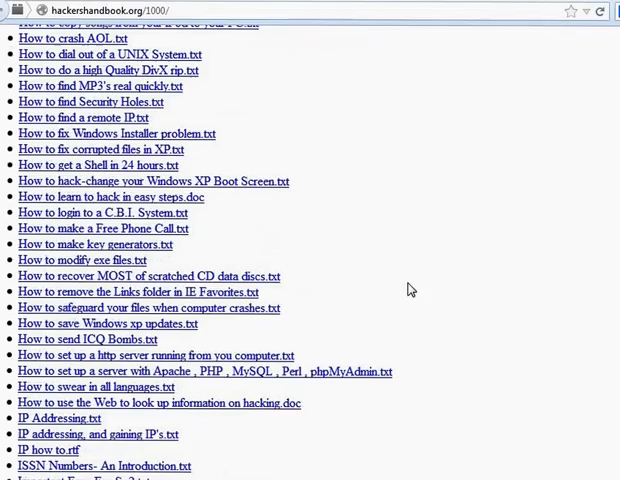 hackershandbook.org/1000/
How to copy songs from your iPod to your PC.txt
How to crash AOL.txt
How to dial out of a UNIX System.txt
How to do a high Quality DivX rip.txt
How to find MP3's real quickly.txt
How to find Security Holes.txt
How to find a remote IP.txt
How to fix Windows Installer problem.txt
How to fix corrupted files in XP.txt
How to get a Shell in 24 hours.txt
How to hack-change your Windows XP Boot Screen.txt
How to learn to hack in easy steps.doc
How to login to a C.B.I. System.txt
How to make a Free Phone Call.txt
How to make key generators.txt
How to modify exe files.txt
How to recover MOST of scratched CD data discs.txt
How to remove the Links folder in IE Favorites.txt
How to safeguard your files when computer crashes.txt
How to save Windows xp updates.txt
How to send ICQ Bombs.txt
How to set up a http server running from you computer.txt
How to set up a server with Apache , PHP , MySQL , Perl , phpMyAdmin.txt
How to swear in all languages.txt
How to use the Web to look up information on hacking.doc
IP Addressing.txt
IP addressing, and gaining IP's.txt
IP how to.rtf
ISSN Numbers- An Introduction.txt